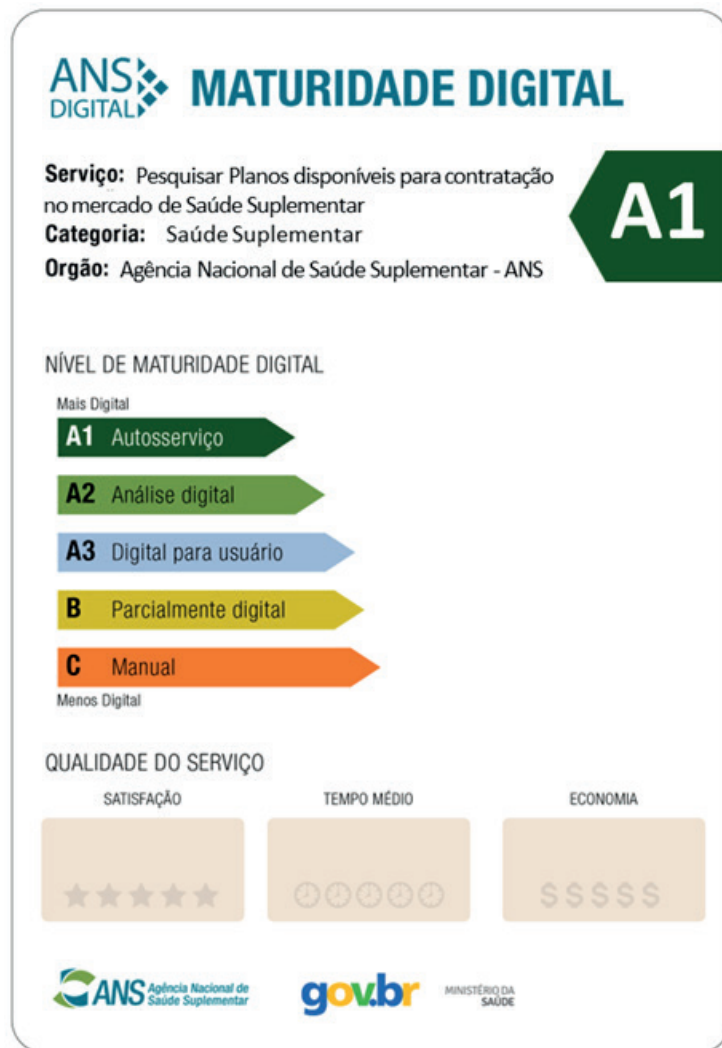 ANS
DIGITAL
MATURIDADE DIGITAL
Serviço: Pesquisar Planos disponíveis para contratação
no mercado de Saúde Suplementar
Categoria: Saúde Suplementar
Orgão: Agência Nacional de Saúde Suplementar - ANS
A1
NÍVEL DE MATURIDADE DIGITAL
Mais Digital
A1 Autosserviço
A2 Análise digital
A3 Digital para usuário
B Parcialmente digital
C Manual
Menos Digital
QUALIDADE DO SERVIÇO
SATISFAÇÃO
TEMPO MÉDIO
ECONOMIA
$$$$$
ANS Agência Nacional de
Saúde Suplementar
gov.br
MINISTÉRIO DA
SAÚDE